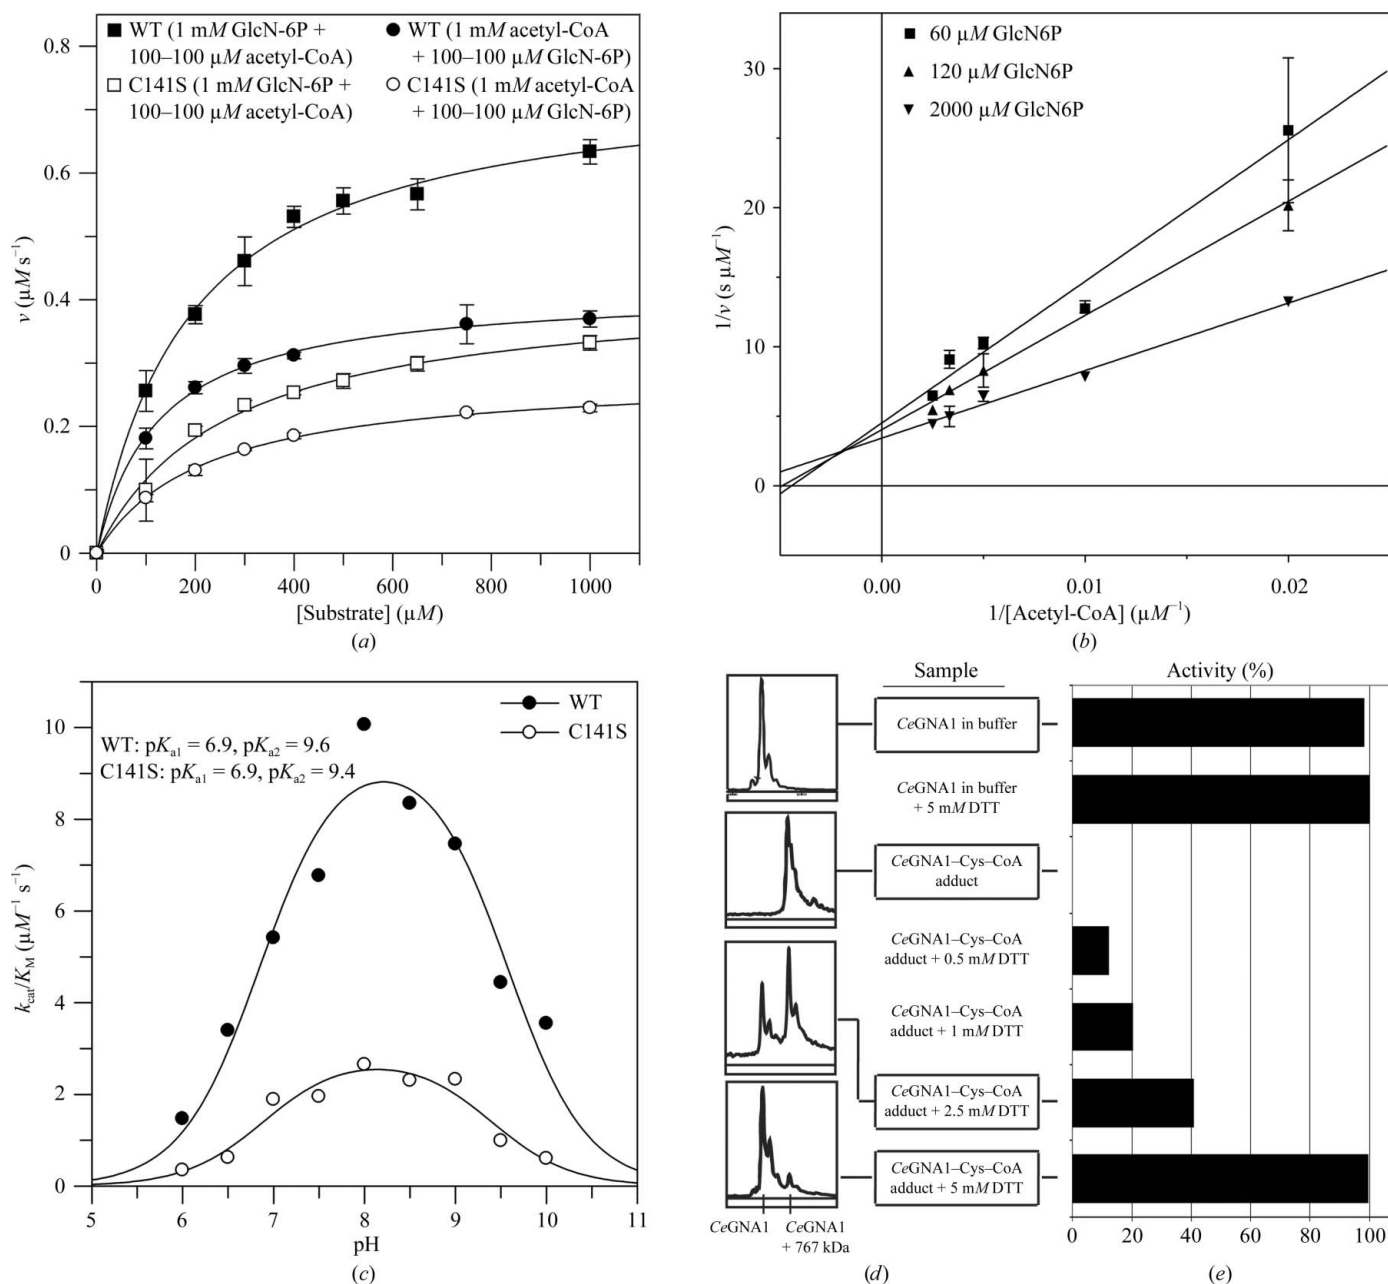 WT (1 mM GlcN-6P +
100–100 µM acetyl-CoA)
WT (1 mM acetyl-CoA
+ 100–100 µM GlcN-6P)
C141S (1 mM GlcN-6P +
100–100 µM acetyl-CoA)
C141S (1 mM acetyl-CoA
+ 100–100 µM GlcN-6P)
0.8
0.6
0.4
0.2
0
v (µM s⁻¹)
0 200 400 600 800 1000
[Substrate] (µM)
(a)
60 µM GlcN6P
120 µM GlcN6P
2000 µM GlcN6P
30
20
10
0
1/v (s µM⁻¹)
0.00 0.01 0.02
1/[Acetyl-CoA] (µM⁻¹)
(b)
WT
C141S
WT: pKa1 = 6.9, pKa2 = 9.6
C141S: pKa1 = 6.9, pKa2 = 9.4
10
8
6
4
2
0
kcat/KM (µM⁻¹ s⁻¹)
5 6 7 8 9 10 11
pH
(c)
Sample
Activity (%)
CeGNA1 in buffer
CeGNA1 in buffer
+ 5 mM DTT
CeGNA1–Cys–CoA
adduct
CeGNA1–Cys–CoA
adduct + 0.5 mM DTT
CeGNA1–Cys–CoA
adduct + 1 mM DTT
CeGNA1–Cys–CoA
adduct + 2.5 mM DTT
CeGNA1–Cys–CoA
adduct + 5 mM DTT
CeGNA1
CeGNA1
+ 767 kDa
0 20 40 60 80 100
(d)
(e)